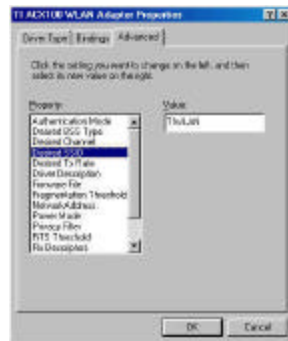 TI ACX100 WLAN Adapter Properties
Driver Type Bindings Advanced
Click the setting you want to change on the left, and then
select its new value on the right.
Property: Value:
Authentication Mode
Desired BSS Type
Desired Channel
Desired SSID
Desired Tx Rate
Driver Description
Firmware File
Fragmentation Threshold
NetworkAddress
Power Mode
Privacy Filter
RTS Threshold
Rx Descriptors
OK Cancel